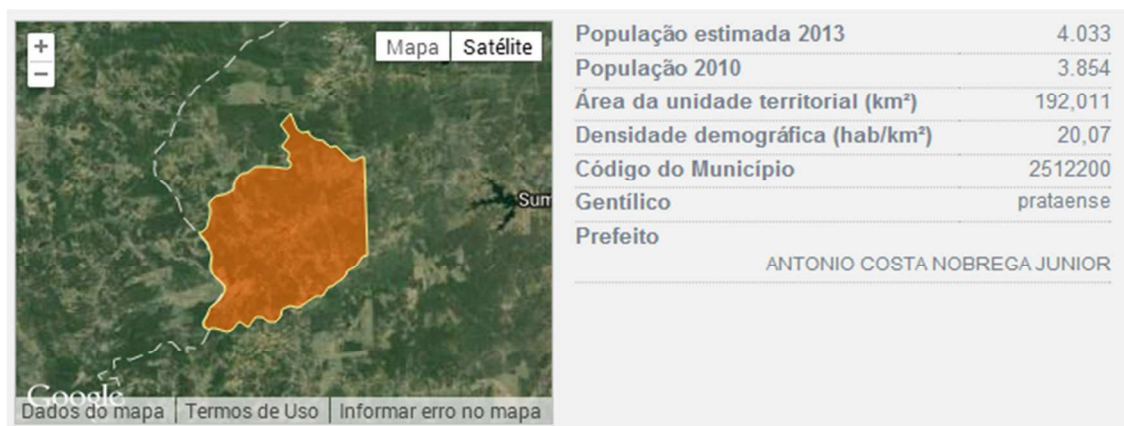 +
−
Mapa Satélite
Sum
Google
Dados do mapa Termos de Uso Informar erro no mapa
População estimada 2013 4.033
População 2010 3.854
Área da unidade territorial (km²) 192,011
Densidade demográfica (hab/km²) 20,07
Código do Município 2512200
Gentílico prataense
Prefeito
ANTONIO COSTA NOBREGA JUNIOR